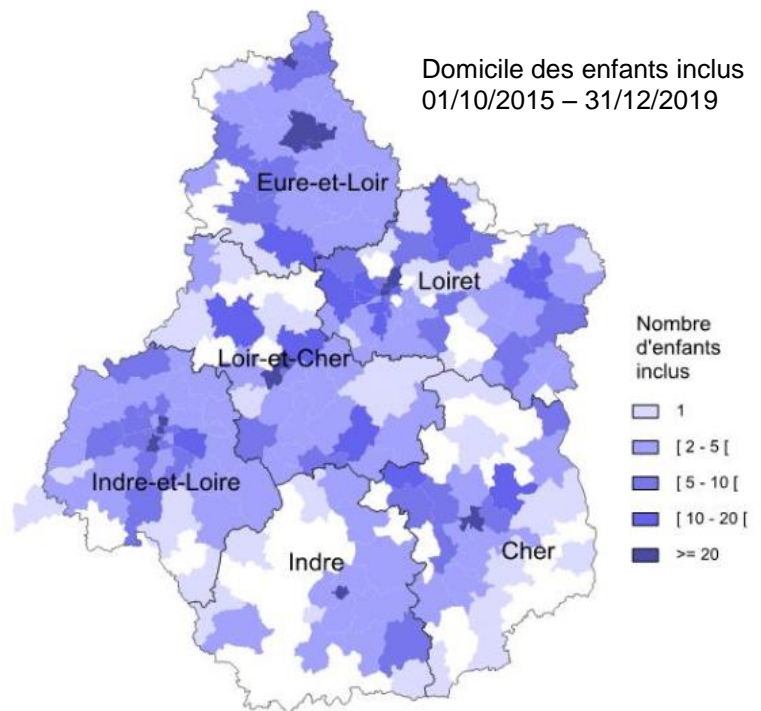 Domicile des enfants inclus
01/10/2015 – 31/12/2019
Eure-et-Loir
Loiret
Loir-et-Cher
Indre-et-Loire
Indre
Cher
Nombre
d'enfants
inclus
1
[ 2 - 5 [
[ 5 - 10 [
[ 10 - 20 [
>= 20